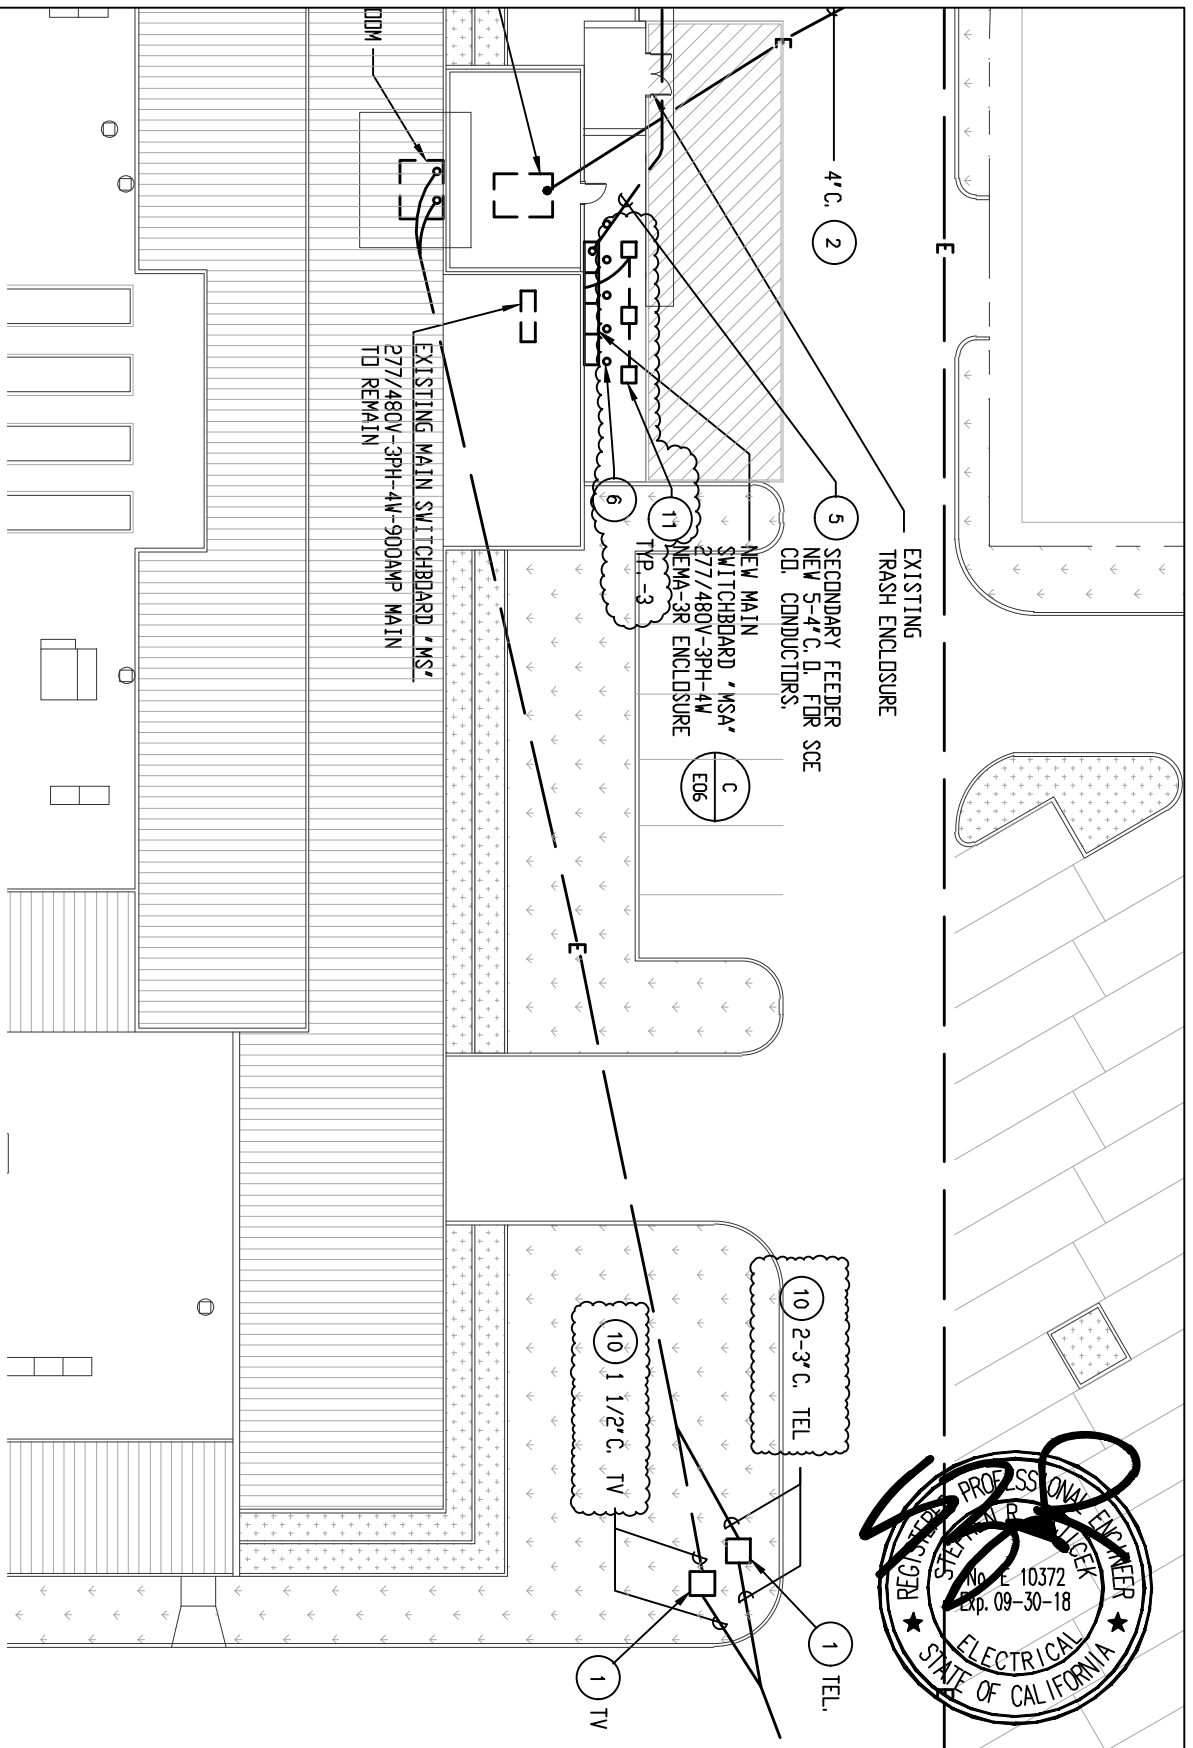 OOM
4"C.
2
E
E
EXISTING
TRASH ENCLOSURE
5
SECONDARY FEEDER
NEW 5-4"C. O. FOR SCE
CO. CONDUCTORS.
NEW MAIN
SWITCHBOARD "MSA"
277/480V-3PH-4W
NEMA-3R ENCLOSURE
C
E06
11
TYP. -3
6
EXISTING MAIN SWITCHBOARD "MS"
277/480V-3PH-4W-900AMP MAIN
TO REMAIN
E
10 2-3"C. TEL
10 1 1/2"C. TV
1 TEL.
1 TV
REGISTERED PROFESSIONAL ENGINEER
STEPHEN R.
No. E 10372
Exp. 09-30-18
ELECTRICAL
STATE OF CALIFORNIA